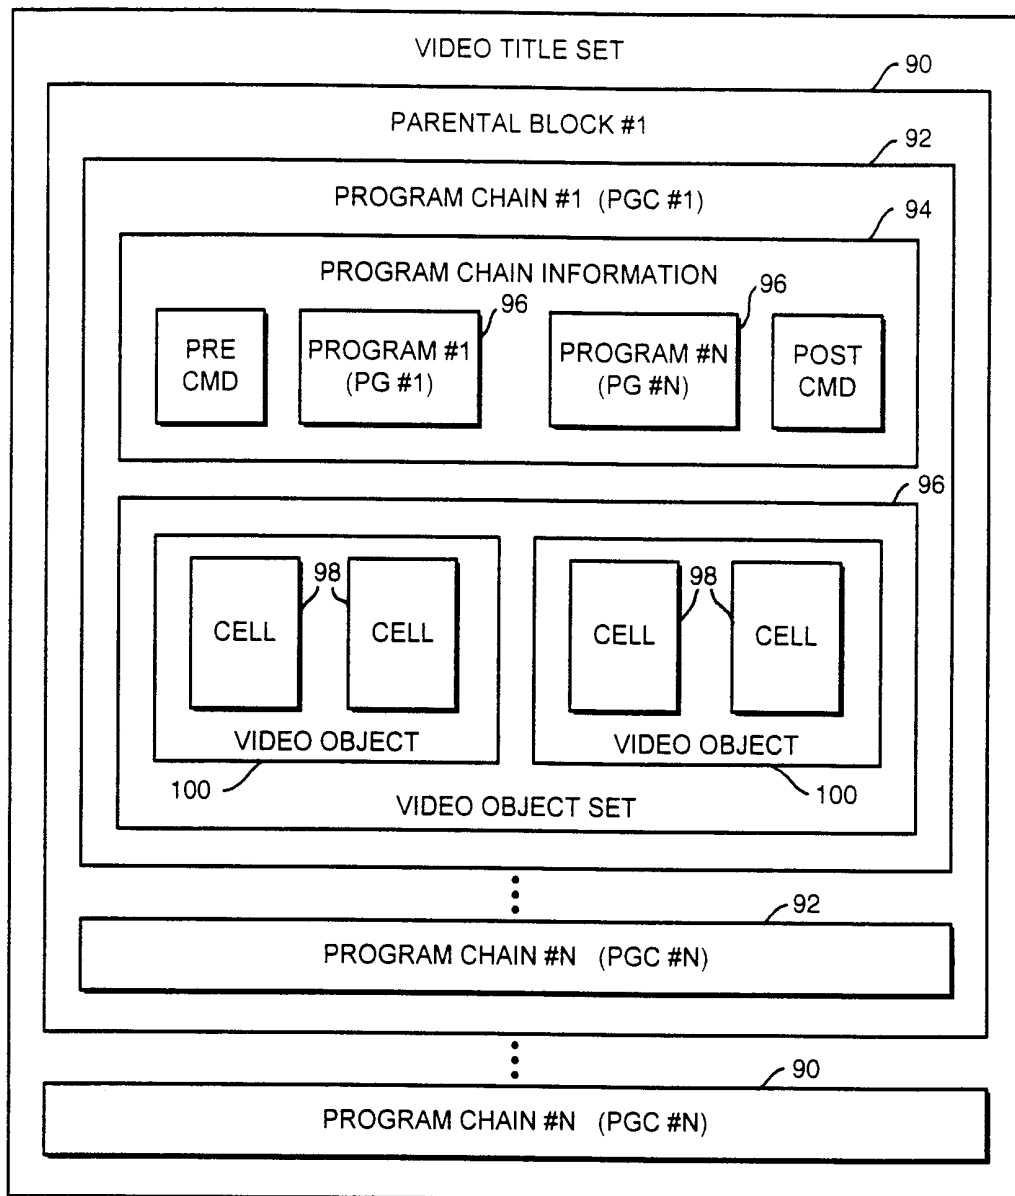 VIDEO TITLE SET
90
PARENTAL BLOCK #1
92
PROGRAM CHAIN #1 (PGC #1)
94
PROGRAM CHAIN INFORMATION
96
96
PRE
CMD
PROGRAM #1
(PG #1)
PROGRAM #N
(PG #N)
POST
CMD
96
CELL
98
CELL
CELL
98
CELL
VIDEO OBJECT
VIDEO OBJECT
100
100
VIDEO OBJECT SET
92
PROGRAM CHAIN #N (PGC #N)
90
PROGRAM CHAIN #N (PGC #N)